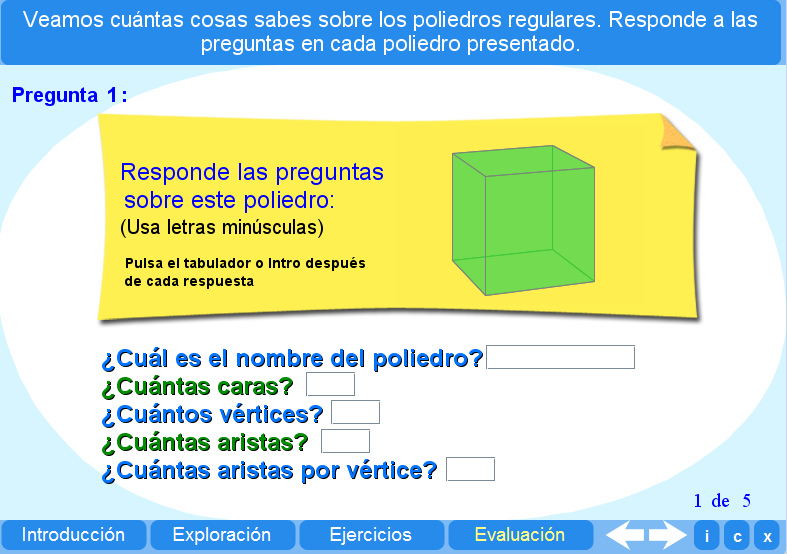 Veamos cuántas cosas sabes sobre los poliedros regulares. Responde a las
preguntas en cada poliedro presentado.
Pregunta 1:
Responde las preguntas
sobre este poliedro:
(Usa letras minúsculas)
Pulsa el tabulador o Intro después
de cada respuesta
¿Cuál es el nombre del poliedro?
¿Cuántas caras?
¿Cuántos vértices?
¿Cuántas aristas?
¿Cuántas aristas por vértice?
1 de 5
Introducción Exploración Ejercicios Evaluación i c x